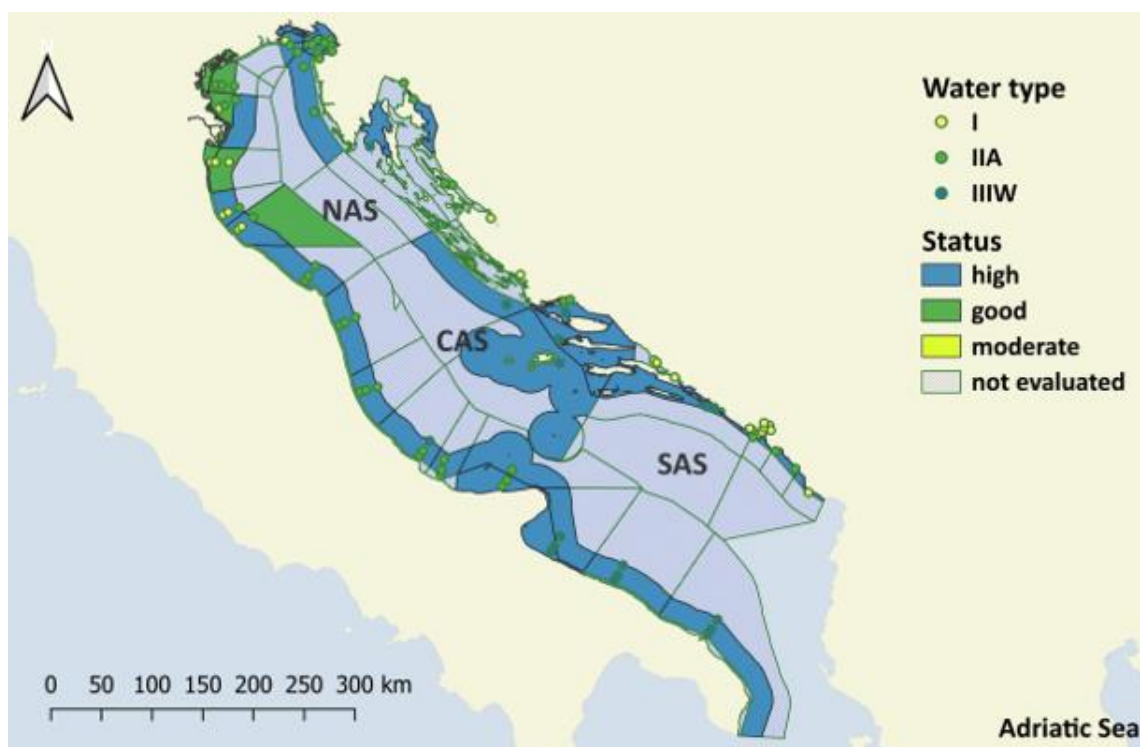 N
Water type
I
IIA
IIIW
Status
high
good
moderate
not evaluated
NAS
CAS
SAS
0 50 100 150 200 250 300 km
Adriatic Sea